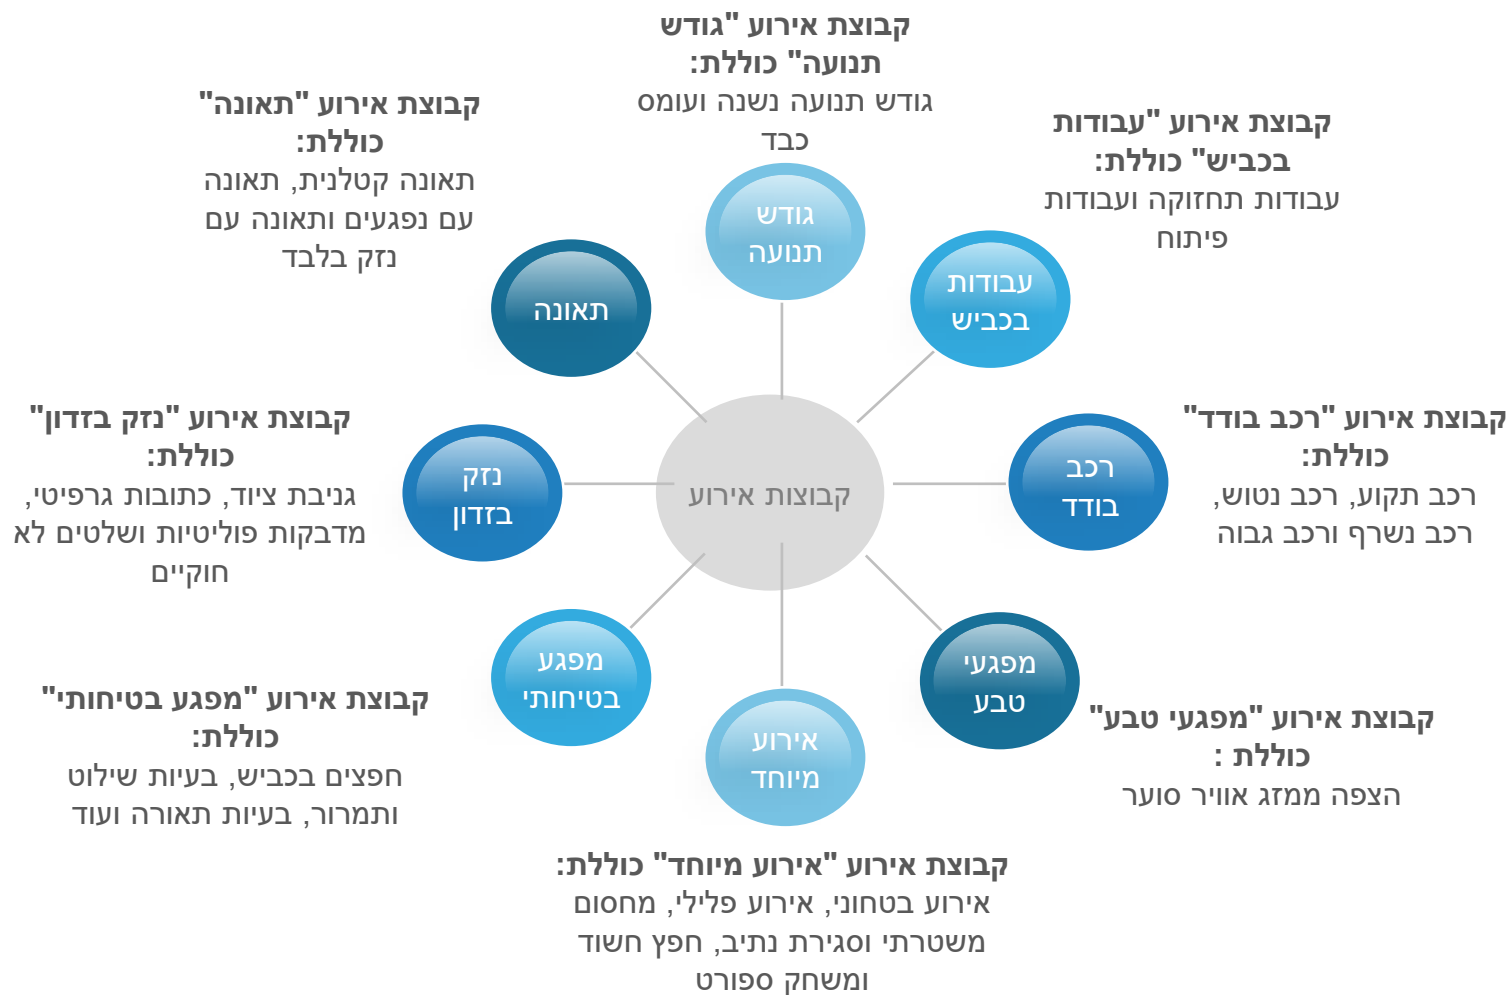 קבוצת אירוע "גודש
תנועה" כוללת:
גודש תנועה נשנה ועומס
כבד
גודש
תנועה
קבוצת אירוע "עבודות
בכביש" כוללת:
עבודות תחזוקה ועבודות
פיתוח
עבודות
בכביש
קבוצת אירוע "רכב בודד"
כוללת:
רכב תקוע, רכב נטוש,
רכב נשרף ורכב גבוה
רכב
בודד
קבוצת אירוע "מפגעי טבע"
כוללת :
הצפה ממזג אוויר סוער
מפגעי
טבע
אירוע
מיוחד
קבוצת אירוע "אירוע מיוחד" כוללת:
אירוע בטחוני, אירוע פלילי, מחסום
משטרתי וסגירת נתיב, חפץ חשוד
ומשחק ספורט
מפגע
בטיחותי
קבוצת אירוע "מפגע בטיחותי"
כוללת:
חפצים בכביש, בעיות שילוט
ותמרור, בעיות תאורה ועוד
נזק
בזדון
קבוצת אירוע "נזק בזדון"
כוללת:
גניבת ציוד, כתובות גרפיטי,
מדבקות פוליטיות ושלטים לא
חוקיים
תאונה
קבוצת אירוע "תאונה"
כוללת:
תאונה קטלנית, תאונה
עם נפגעים ותאונה עם
נזק בלבד
קבוצות אירוע